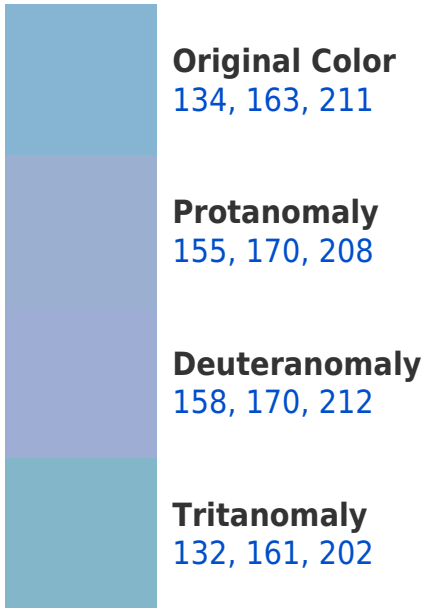 Original Color
134, 163, 211
Protanomaly
155, 170, 208
Deuteranomaly
158, 170, 212
Tritanomaly
132, 161, 202